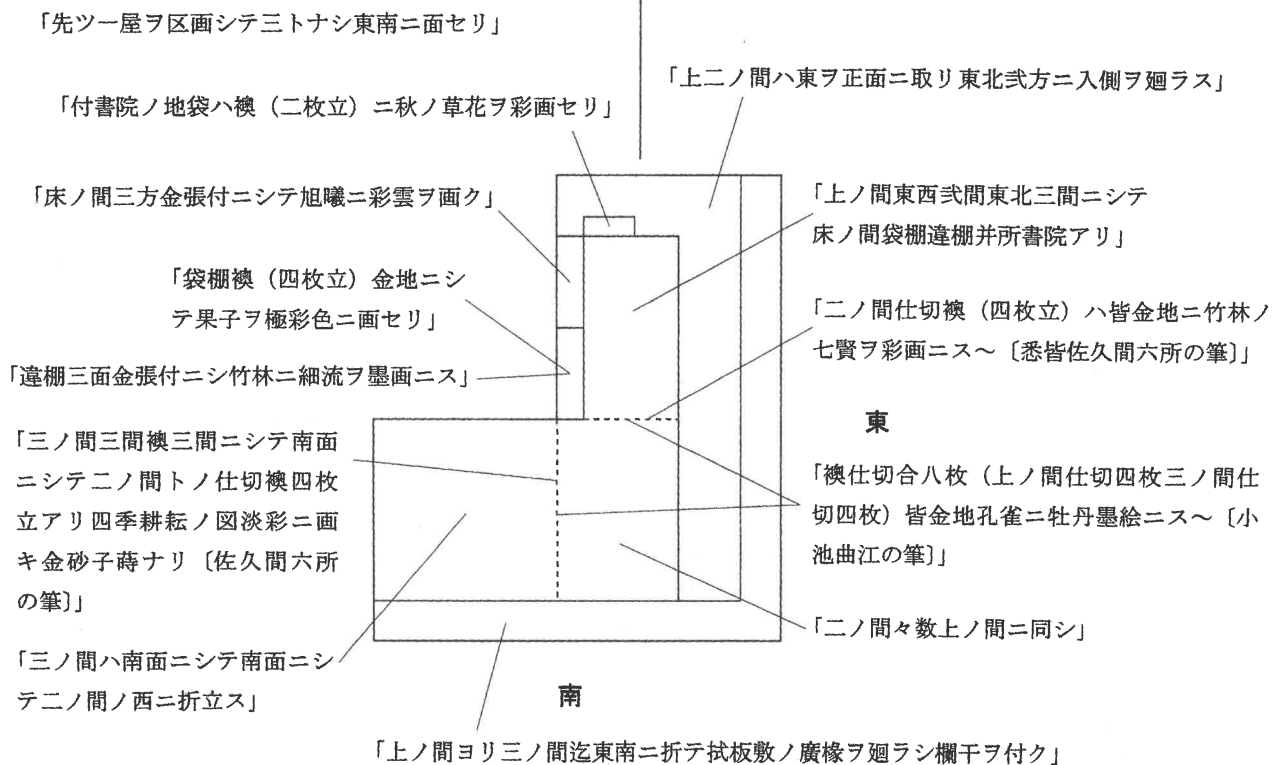 「先ツ一屋ヲ区画シテ三トナシ東南ニ面セリ」
「上二ノ間ハ東ヲ正面ニ取リ東北弐方ニ入側ヲ廻ラス」
「付書院ノ地袋ハ襖（二枚立）ニ秋ノ草花ヲ彩画セリ」
「床ノ間三方金張付ニシテ旭曦ニ彩雲ヲ画ク」
「上ノ間東西弐間東北三間ニシテ
床ノ間袋棚違棚并所書院アリ」
「袋棚襖（四枚立）金地ニシ
テ果子ヲ極彩色ニ画セリ」
「二ノ間仕切襖（四枚立）ハ皆金地ニ竹林ノ
七賢ヲ彩画ニス～〔悉皆佐久間六所の筆〕」
「違棚三面金張付ニシ竹林ニ細流ヲ墨画ニス」
東
「三ノ間三間襖三間ニシテ南面
ニシテ二ノ間トノ仕切襖四枚
立アリ四季耕耘ノ図淡彩ニ画
キ金砂子蒔ナリ〔佐久間六所
の筆〕」
「襖仕切合八枚（上ノ間仕切四枚三ノ間仕
切四枚）皆金地孔雀ニ牡丹墨絵ニス～〔小
池曲江の筆〕」
「二ノ間々数上ノ間ニ同シ」
「三ノ間ハ南面ニシテ南面ニシ
テ二ノ間ノ西ニ折立ス」
南
「上ノ間ヨリ三ノ間迄東南ニ折テ拭板敷ノ廣椽ヲ廻ラシ欄干ヲ付ク」